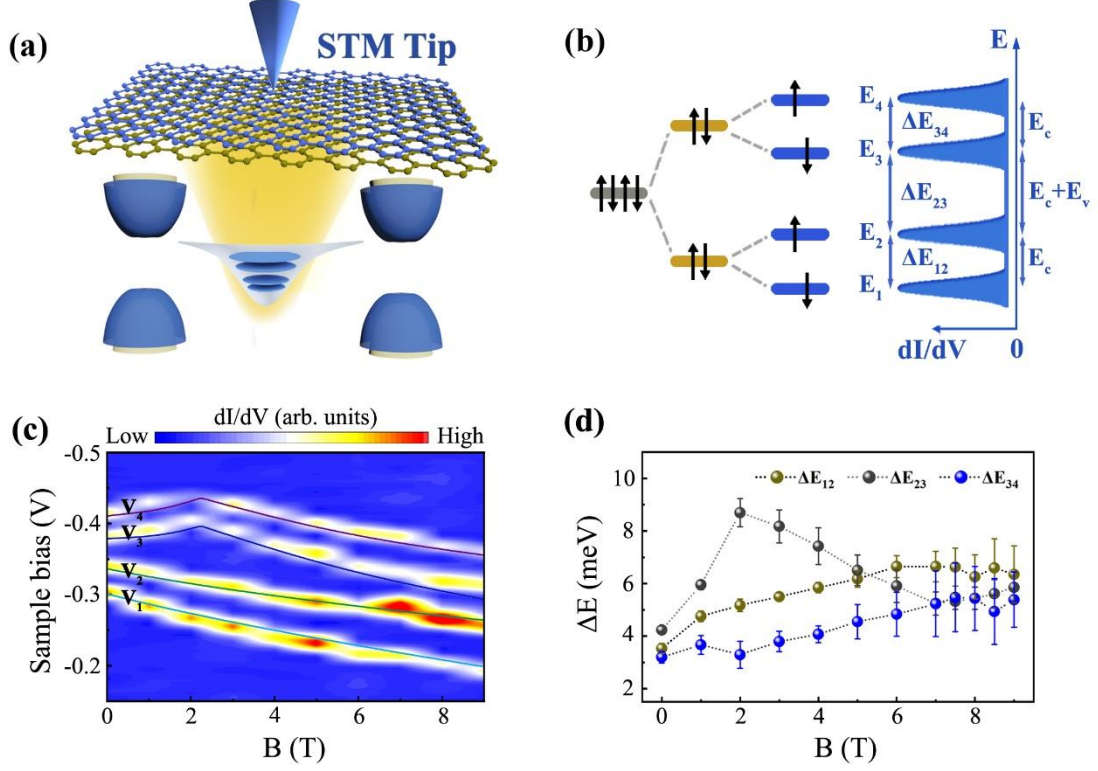 (a)
STM Tip
(b)
E
E4
ΔE34
Ec
E3
ΔE23
Ec+Ev
E2
ΔE12
Ec
E1
dI/dV
0
(c)
dI/dV (arb. units)
Low
High
-0.5
-0.4
-0.3
-0.2
Sample bias (V)
V4
V3
V2
V1
0
2
4
6
8
B (T)
(d)
ΔE12
ΔE23
ΔE34
10
8
6
4
2
ΔE (meV)
0
2
4
6
8
B (T)